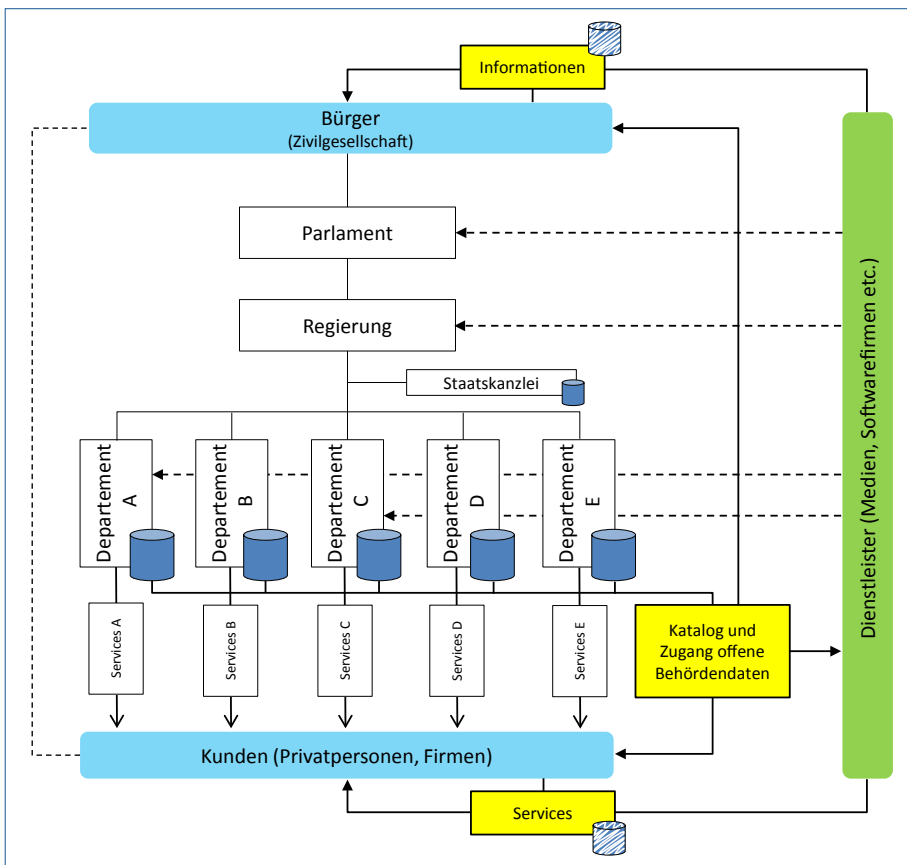 Informationen
Bürger
(Zivilgesellschaft)
Parlament
Regierung
Staatskanzlei
Departement
A
Departement
B
Departement
C
Departement
D
Departement
E
Services A
Services B
Services C
Services D
Services E
Katalog und
Zugang offene
Behördendaten
Dienstleister (Medien, Softwarefirmen etc.)
Kunden (Privatpersonen, Firmen)
Services